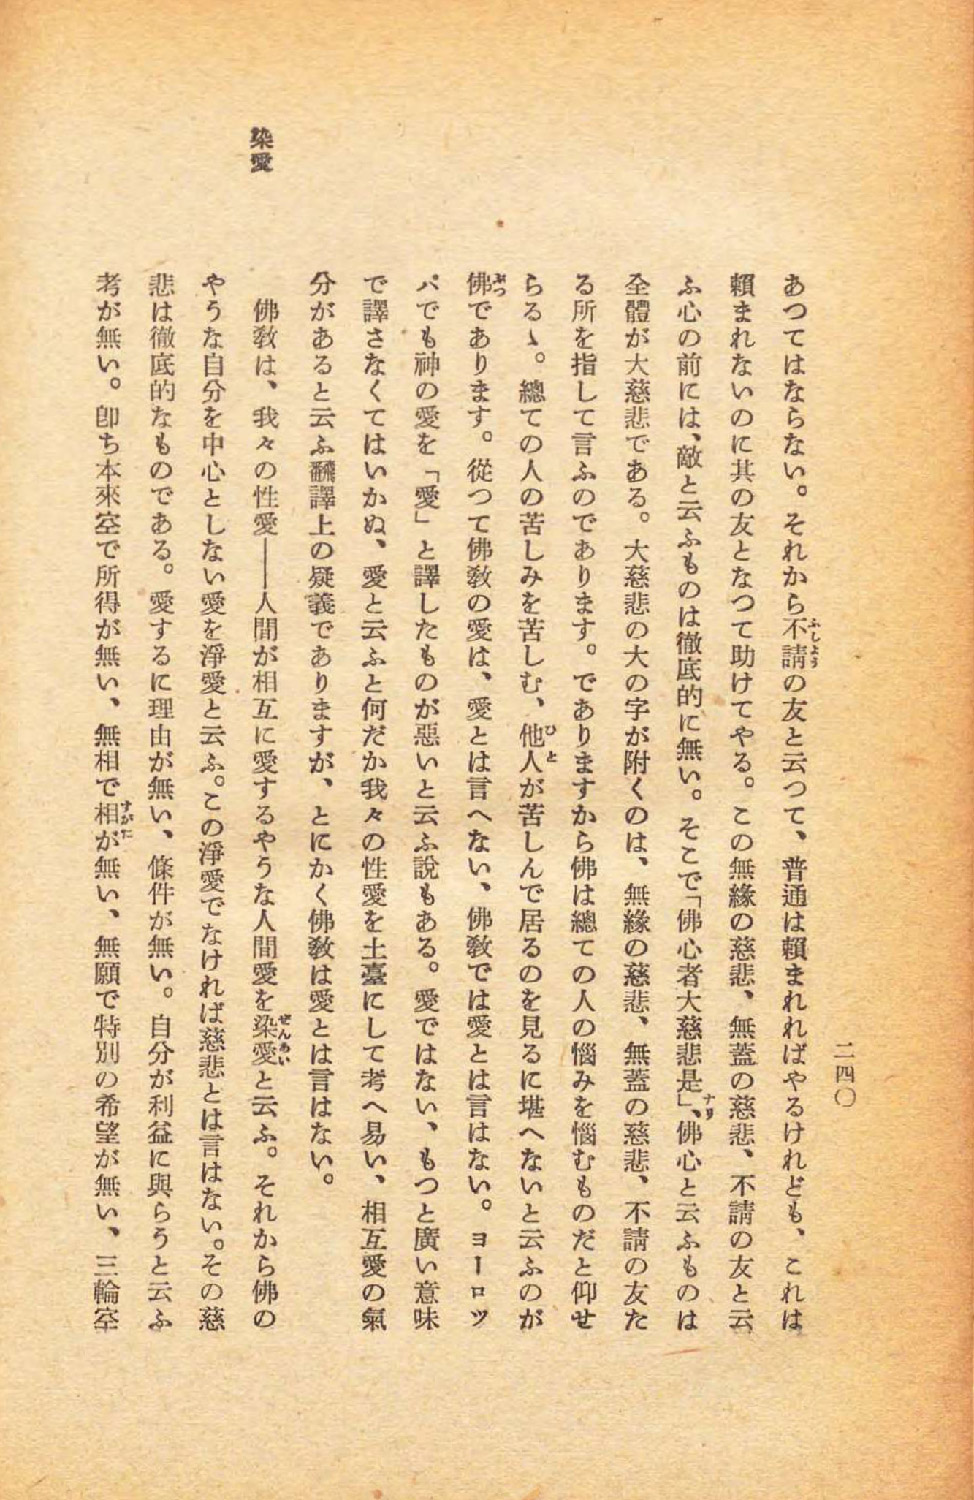 二四〇
あつてはならない。それから不請の友と云つて、普通は賴まれればやるけれども、これは
賴まれないのに其の友となつて助けてやる。この無緣の慈悲、無蓋の慈悲、不請の友と云
ふ心の前には、敵と云ふものは徹底的に無い。そこで「佛心者大慈悲是」、佛心と云ふものは
全體が大慈悲である。大慈悲の大の字が附くのは、無緣の慈悲、無蓋の慈悲、不請の友た
る所を指して言ふのであります。でありますから佛は總ての人の惱みを惱むものだと仰せ
らるゝ。總ての人の苦しみを苦しむ、他人が苦しんで居るのを見るに堪へないと云ふのが
佛であります。從つて佛敎の愛は、愛とは言へない、佛敎では愛とは言はない。ヨーロッ
パでも神の愛を「愛」と譯したものが惡いと云ふ說もある。愛ではない、もつと廣い意味
で譯さなくてはいかぬ、愛と云ふと何だか我々の性愛を土臺にして考へ易い、相互愛の氣
分があると云ふ飜譯上の疑義でありますが、とにかく佛敎は愛とは言はない。
染愛
佛敎は、我々の性愛——人間が相互に愛するやうな人間愛を染愛と云ふ。それから佛の
やうな自分を中心としない愛を淨愛と云ふ。この淨愛でなければ慈悲とは言はない。その慈
悲は徹底的なものである。愛するに理由が無い、條件が無い。自分が利益に與らうと云ふ
考が無い。卽ち本來空で所得が無い、無相で相が無い、無願で特別の希望が無い、三輪空